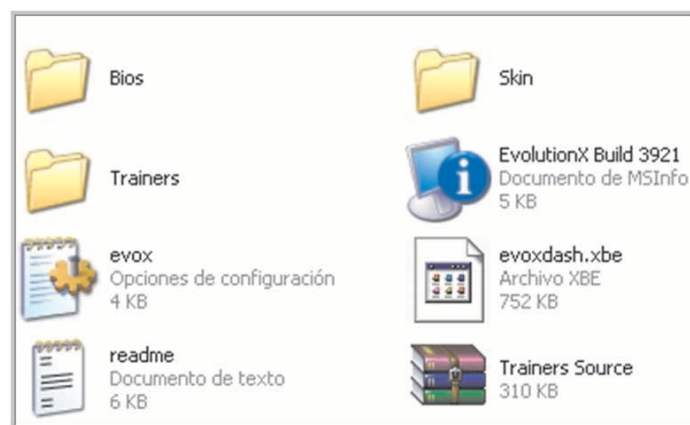 Bios
Skin
Trainers
EvolutionX Build 3921
Documento de MSInfo
5 KB
evox
Opciones de configuración
4 KB
evoxdash.xbe
Archivo XBE
752 KB
readme
Documento de texto
6 KB
Trainers Source
310 KB